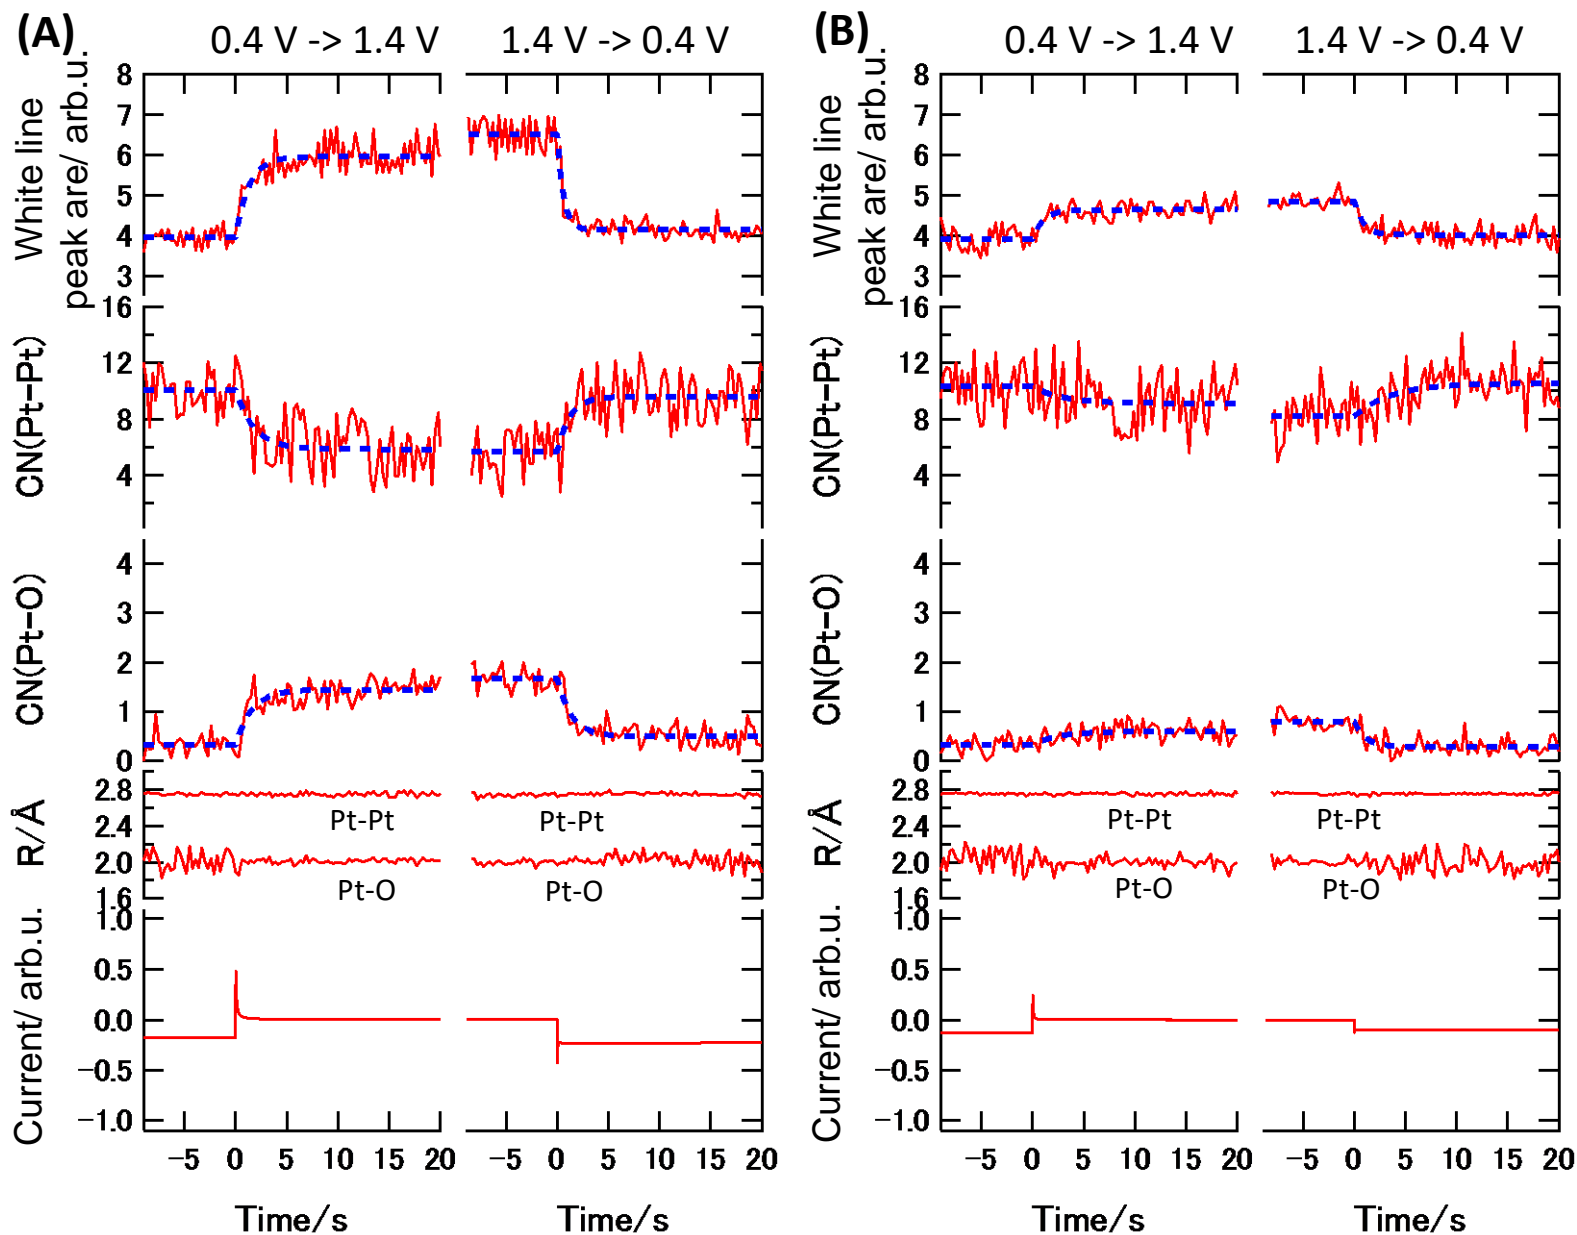 (A) 0.4 V -> 1.4 V 1.4 V -> 0.4 V (B) 0.4 V -> 1.4 V 1.4 V -> 0.4 V
White line
peak are/ arb.u.
8
7
6
5
4
3
CN(Pt-Pt)
16
12
8
4
CN(Pt-O)
4
3
2
1
0
R/Å
2.8
2.4
2.0
1.6
Pt-Pt Pt-Pt
Pt-O Pt-O
Current/ arb.u.
1.0
0.5
0.0
-0.5
-1.0
-5 0 5 10 15 20 -5 0 5 10 15 20
Time/s Time/s
White line
peak are/ arb.u.
8
7
6
5
4
3
CN(Pt-Pt)
16
12
8
4
CN(Pt-O)
4
3
2
1
0
R/Å
2.8
2.4
2.0
1.6
Pt-Pt Pt-Pt
Pt-O Pt-O
Current/ arb.u.
1.0
0.5
0.0
-0.5
-1.0
-5 0 5 10 15 20 -5 0 5 10 15 20
Time/s Time/s